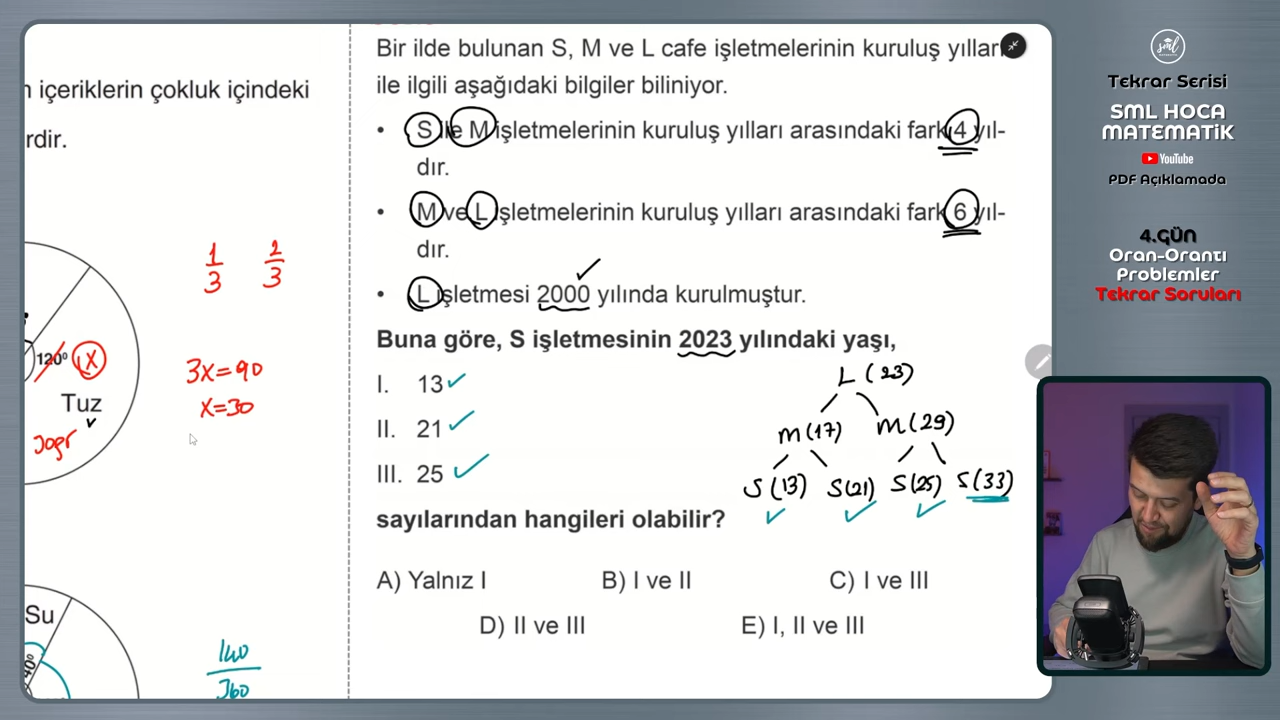 n içeriklerin çokluk içindeki
rdir.
1/3 2/3
120° X
Tuz
3x=90
x=30
Su
40°
140/360
Bir ilde bulunan S, M ve L cafe işletmelerinin kuruluş yılları
ile ilgili aşağıdaki bilgiler biliniyor.
• S ile M işletmelerinin kuruluş yılları arasındaki fark 4 yıl-
dır.
• M ve L işletmelerinin kuruluş yılları arasındaki fark 6 yıl-
dır.
• L işletmesi 2000 yılında kurulmuştur.
Buna göre, S işletmesinin 2023 yılındaki yaşı,
I. 13
II. 21
III. 25
sayılarından hangileri olabilir?
L (23)
M (17) M (29)
S (13) S (21) S (25) S (33)
A) Yalnız I B) I ve II C) I ve III
D) II ve III E) I, II ve III
sml
MATEMATİK
Tekrar Serisi
SML HOCA
MATEMATİK
YouTube
PDF Açıklamada
4.GÜN
Oran-Orantı
Problemler
Tekrar Soruları